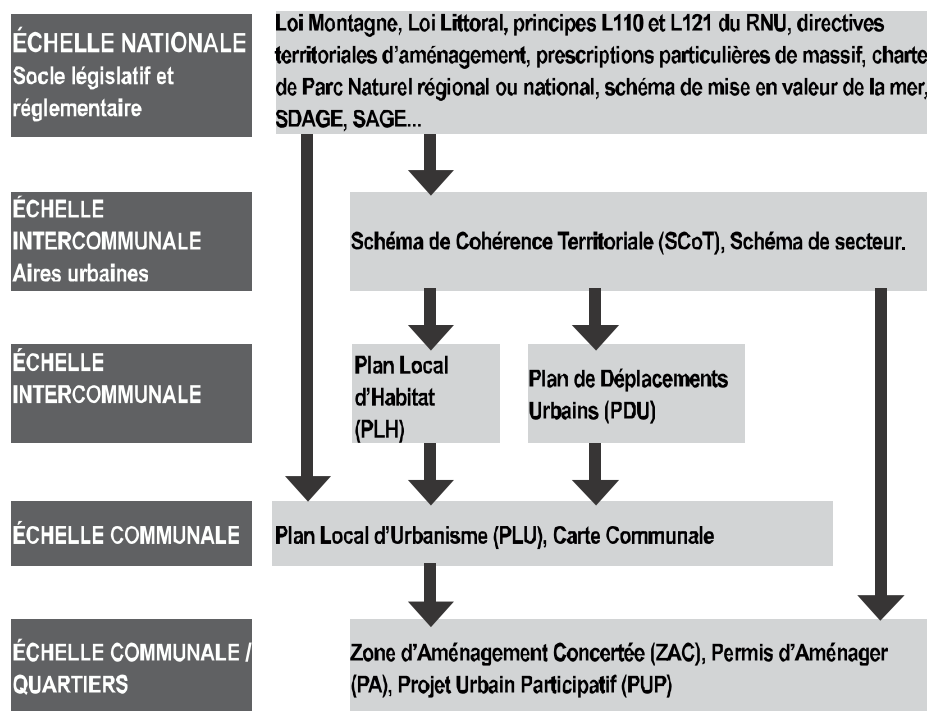 ÉCHELLE NATIONALE
Socle législatif et
réglementaire
Loi Montagne, Loi Littoral, principes L110 et L121 du RNU, directives
territoriales d'aménagement, prescriptions particulières de massif, charte
de Parc Naturel régional ou national, schéma de mise en valeur de la mer,
SDAGE, SAGE...
ÉCHELLE
INTERCOMMUNALE
Aires urbaines
Schéma de Cohérence Territoriale (SCoT), Schéma de secteur.
ÉCHELLE
INTERCOMMUNALE
Plan Local
d'Habitat
(PLH)
Plan de Déplacements
Urbains (PDU)
ÉCHELLE COMMUNALE
Plan Local d'Urbanisme (PLU), Carte Communale
ÉCHELLE COMMUNALE /
QUARTIERS
Zone d'Aménagement Concertée (ZAC), Permis d'Aménager
(PA), Projet Urbain Participatif (PUP)